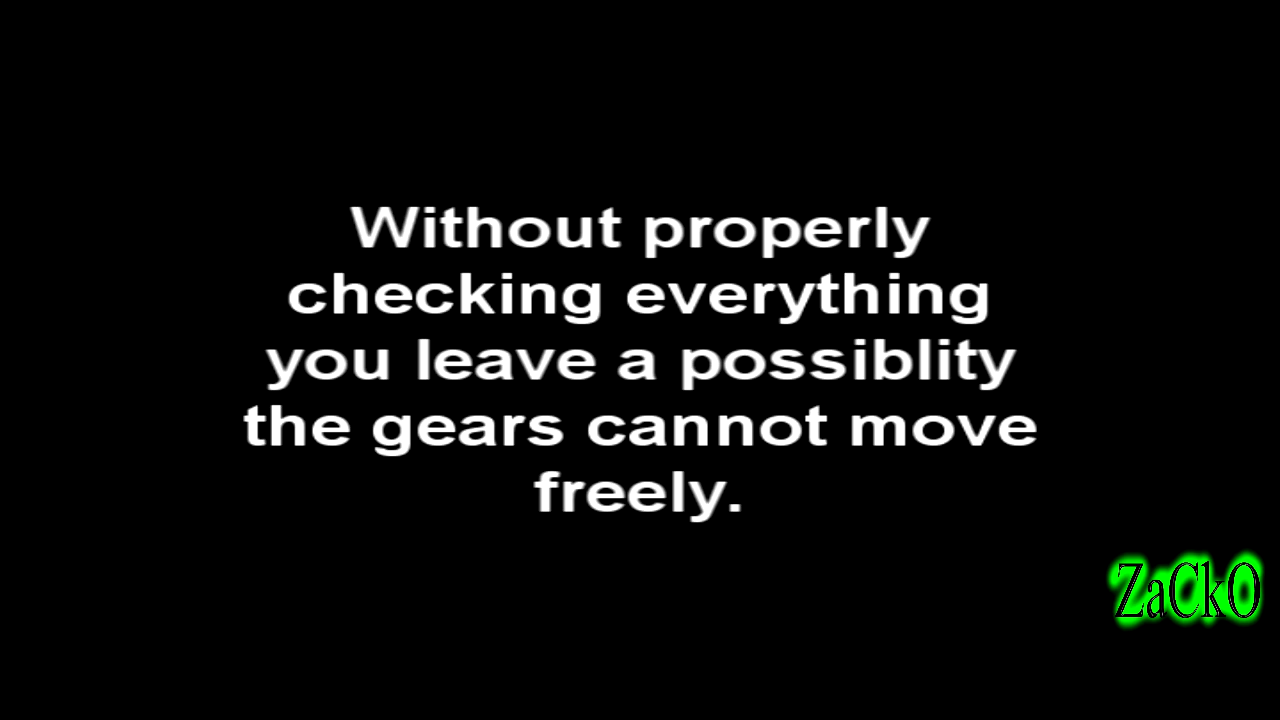 Without properly
checking everything
you leave a possiblity
the gears cannot move
freely.
ZaCkO